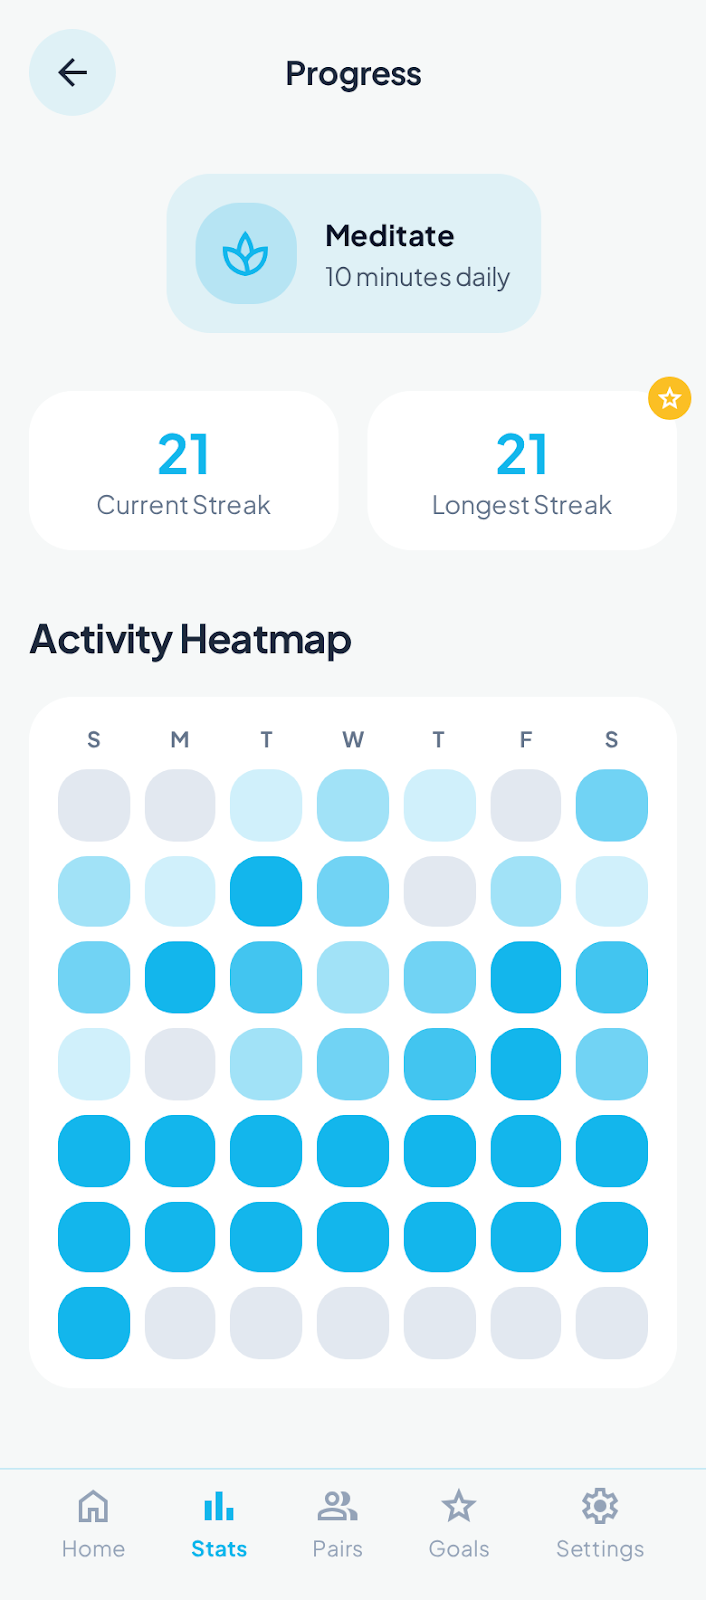 Progress
Meditate
10 minutes daily
21
Current Streak
21
Longest Streak
Activity Heatmap
S M T W T F S
Home Stats Pairs Goals Settings